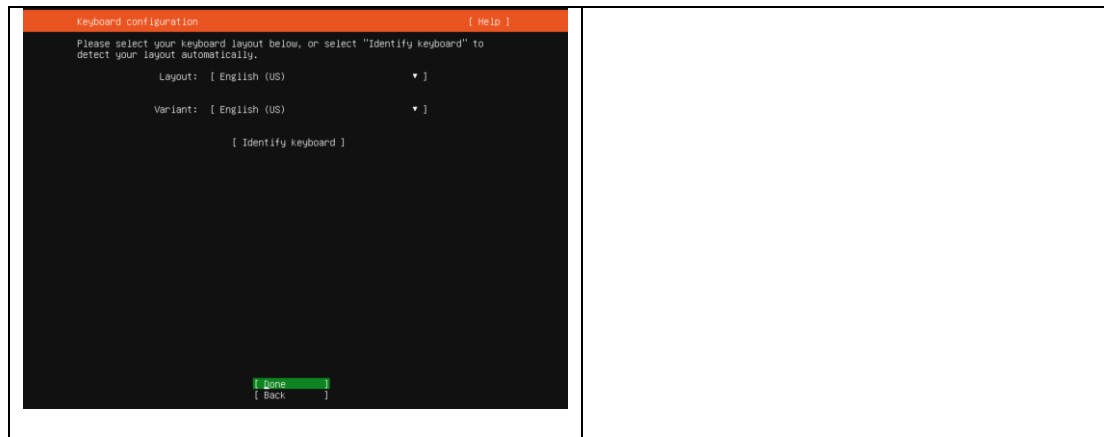 Keyboard configuration [ Help ]
Please select your keyboard layout below, or select "Identify keyboard" to
detect your layout automatically.
Layout: [ English (US) ▾ ]
Variant: [ English (US) ▾ ]
[ Identify keyboard ]
[ Done ]
[ Back ]